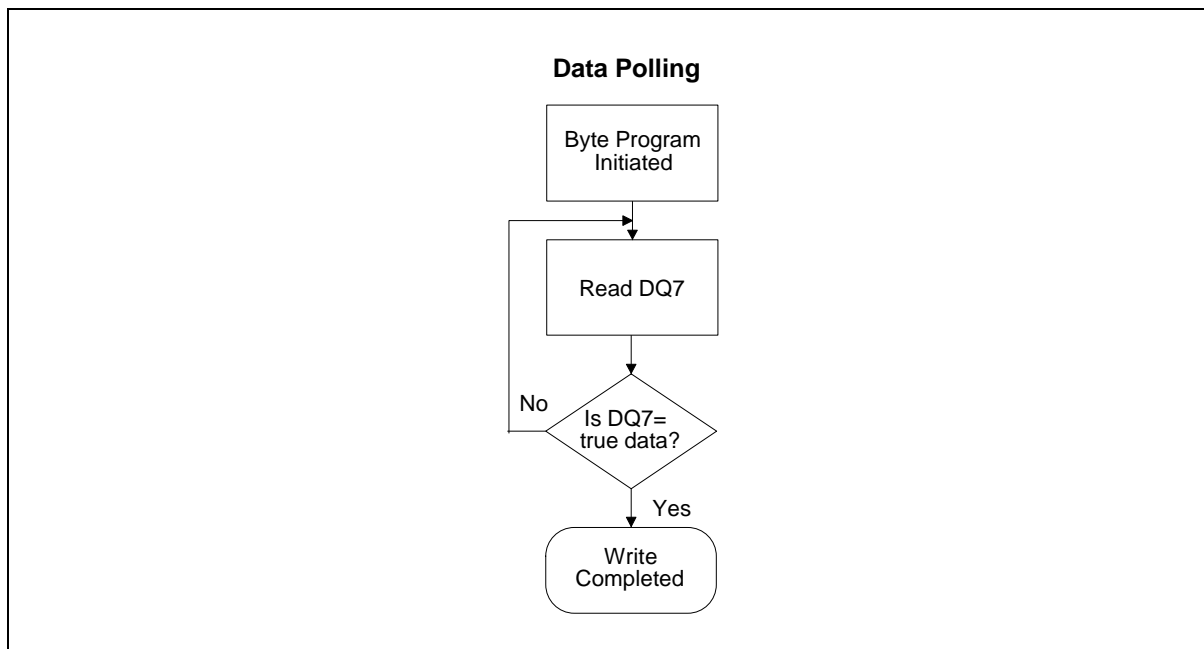 Data Polling
Byte Program
Initiated
Read DQ7
No
Is DQ7=
true data?
Yes
Write
Completed